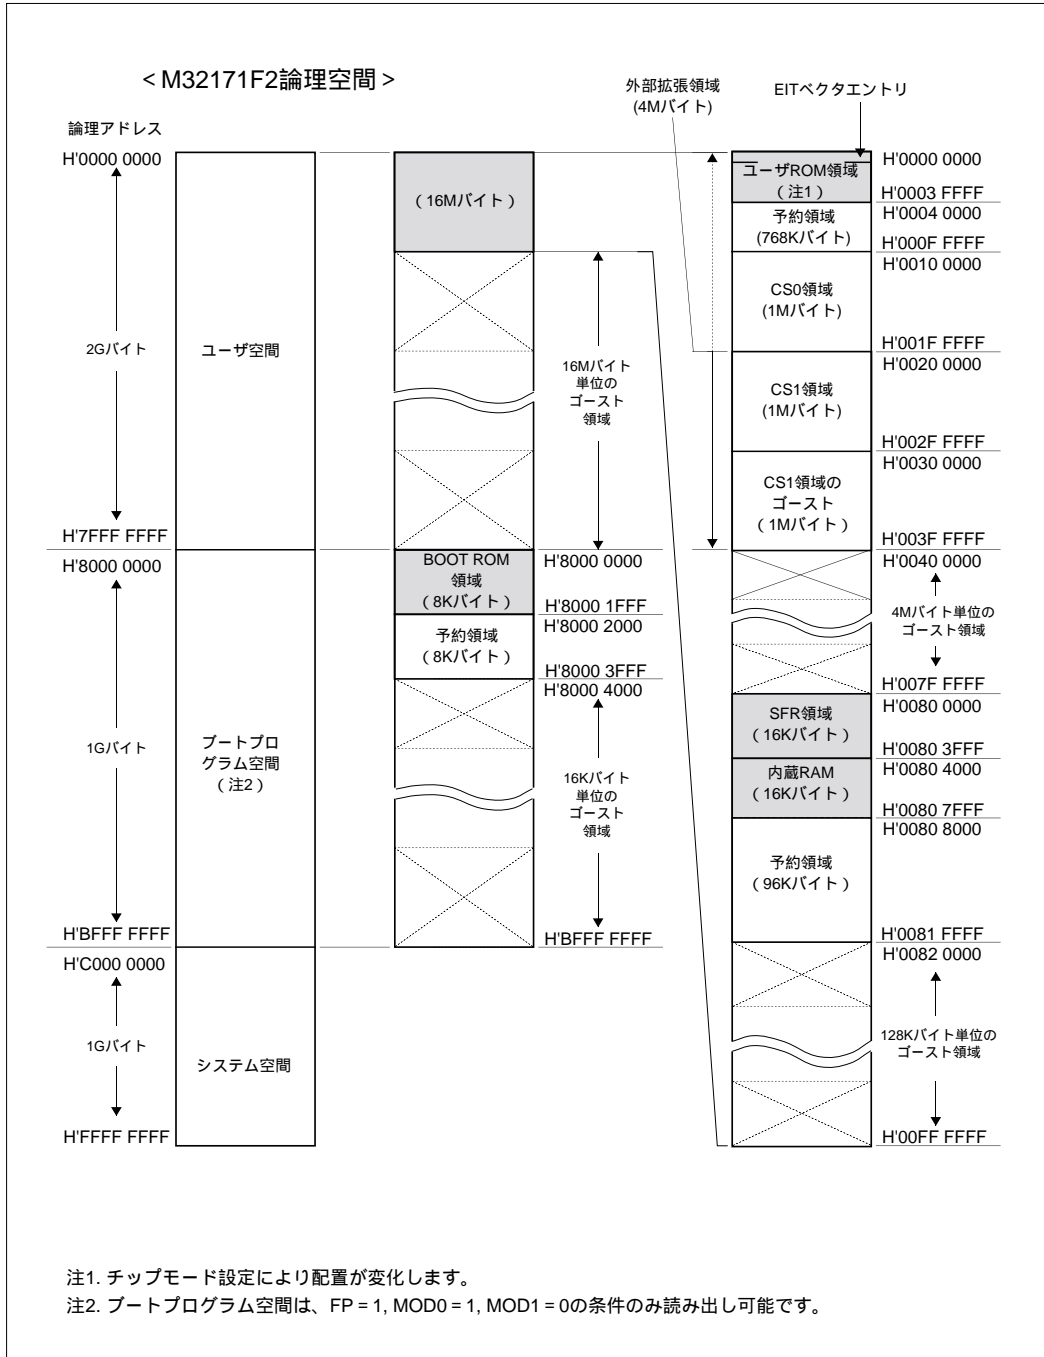 ＜M32171F2論理空間＞
論理アドレス
H'0000 0000
2Gバイト
H'7FFF FFFF
H'8000 0000
1Gバイト
H'BFFF FFFF
H'C000 0000
1Gバイト
H'FFFF FFFF
ユーザ空間
ブートプロ
グラム空間
（注2）
システム空間
（16Mバイト）
16Mバイト
単位の
ゴースト
領域
BOOT ROM
領域
（8Kバイト）
予約領域
（8Kバイト）
H'8000 0000
H'8000 1FFF
H'8000 2000
H'8000 3FFF
H'8000 4000
16Kバイト
単位の
ゴースト
領域
H'BFFF FFFF
外部拡張領域
(4Mバイト)
EITベクタエントリ
ユーザROM領域
（注1）
予約領域
(768Kバイト)
CS0領域
(1Mバイト)
CS1領域
(1Mバイト)
CS1領域の
ゴースト
（1Mバイト）
SFR領域
（16Kバイト）
内蔵RAM
（16Kバイト）
予約領域
（96Kバイト）
H'0000 0000
H'0003 FFFF
H'0004 0000
H'000F FFFF
H'0010 0000
H'001F FFFF
H'0020 0000
H'002F FFFF
H'0030 0000
H'003F FFFF
H'0040 0000
4Mバイト単位の
ゴースト領域
H'007F FFFF
H'0080 0000
H'0080 3FFF
H'0080 4000
H'0080 7FFF
H'0080 8000
H'0081 FFFF
H'0082 0000
128Kバイト単位の
ゴースト領域
H'00FF FFFF
注1. チップモード設定により配置が変化します。
注2. ブートプログラム空間は、FP = 1, MOD0 = 1, MOD1 = 0の条件のみ読み出し可能です。